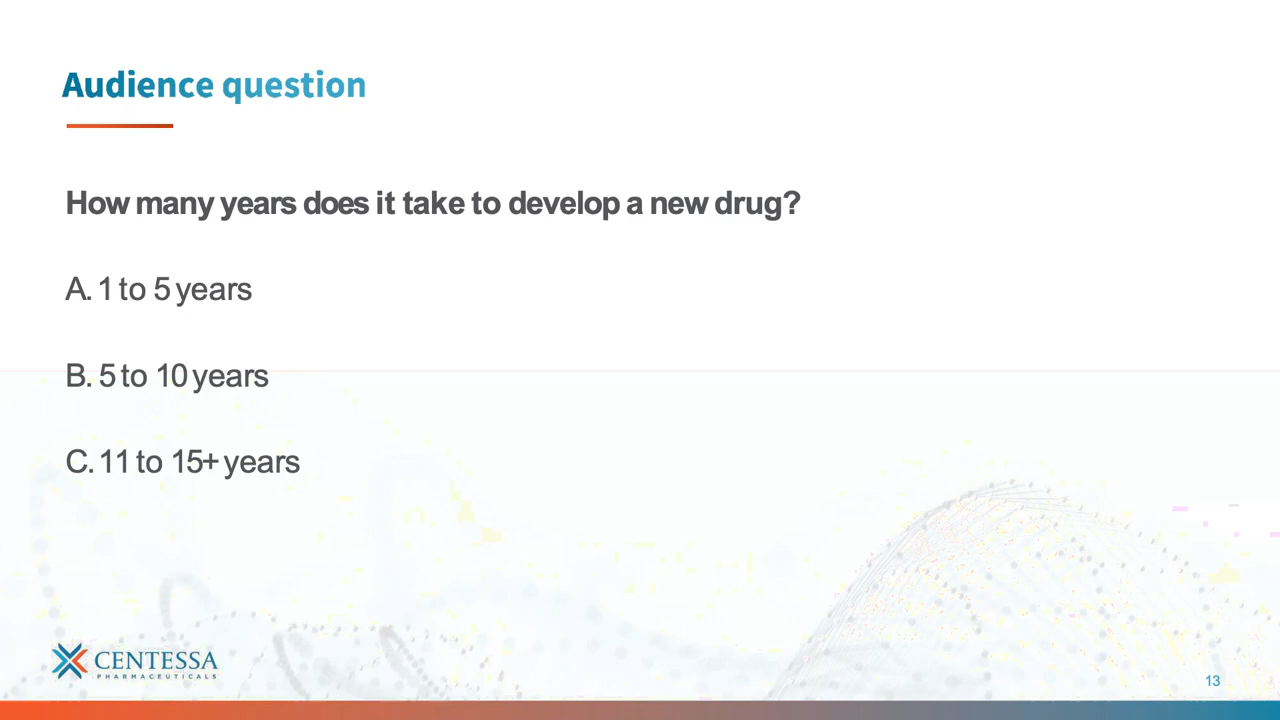 Audience question
How many years does it take to develop a new drug?
A. 1 to 5 years
B. 5 to 10 years
C. 11 to 15+ years
CENTESSA
PHARMACEUTICALS
13